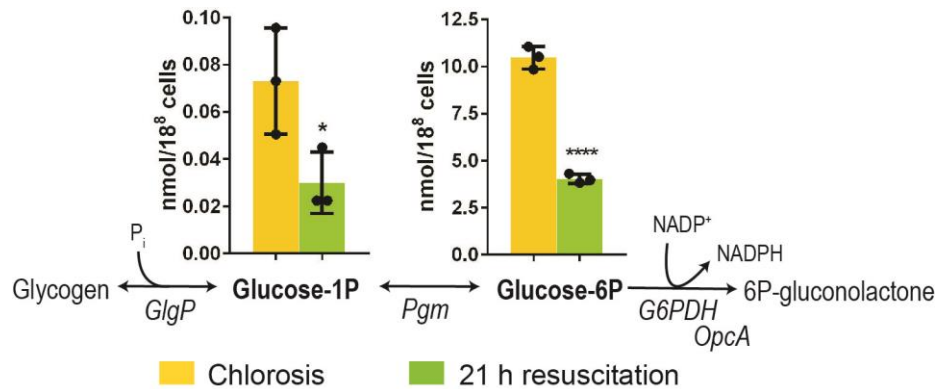 nmol/18⁸ cells
0.10
0.08
0.06
0.04
0.02
0.00
*
nmol/18⁸ cells
12.5
10.0
7.5
5.0
2.5
0.0
****
Pi
NADP⁺
NADPH
Glycogen
GlgP
Glucose-1P
Pgm
Glucose-6P
G6PDH
OpcA
6P-gluconolactone
Chlorosis
21 h resuscitation